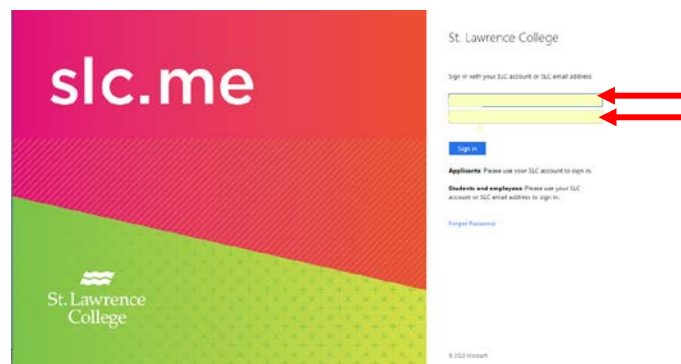 slc.me
St. Lawrence
College
St. Lawrence College
Sign in with your SLC account or SLC email address
Sign in
Applicants: Please use your SLC account to sign in.
Students and employees: Please use your SLC
account or SLC email address to sign in.
Forgot Password
Microsoft